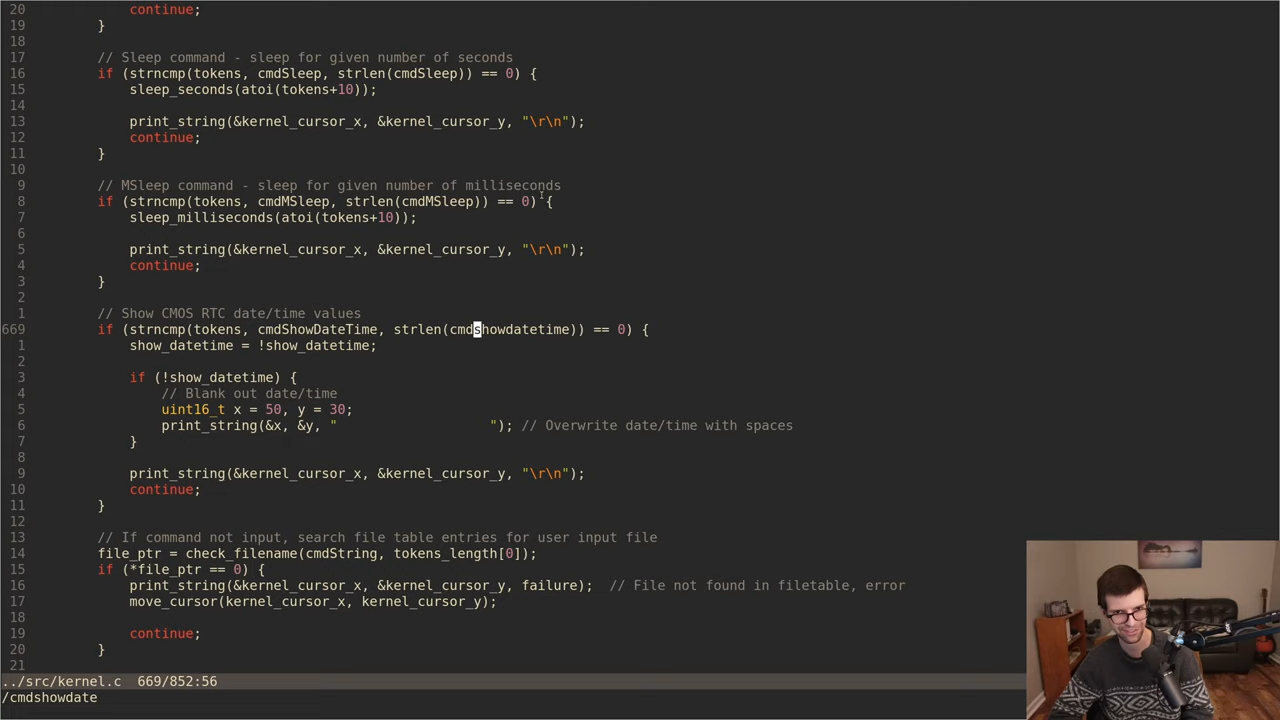 20 continue;
19 }
18
17 // Sleep command - sleep for given number of seconds
16 if (strncmp(tokens, cmdSleep, strlen(cmdSleep)) == 0) {
15 sleep_seconds(atoi(tokens+10));
14
13 print_string(&kernel_cursor_x, &kernel_cursor_y, "\r\n");
12 continue;
11 }
10
9 // MSleep command - sleep for given number of milliseconds
8 if (strncmp(tokens, cmdMSleep, strlen(cmdMSleep)) == 0) {
7 sleep_milliseconds(atoi(tokens+10));
6
5 print_string(&kernel_cursor_x, &kernel_cursor_y, "\r\n");
4 continue;
3 }
2
1 // Show CMOS RTC date/time values
669 if (strncmp(tokens, cmdShowDateTime, strlen(cmdshowdatetime)) == 0) {
1 show_datetime = !show_datetime;
2
3 if (!show_datetime) {
4 // Blank out date/time
5 uint16_t x = 50, y = 30;
6 print_string(&x, &y, "                   "); // Overwrite date/time with spaces
7 }
8
9 print_string(&kernel_cursor_x, &kernel_cursor_y, "\r\n");
10 continue;
11 }
12
13 // If command not input, search file table entries for user input file
14 file_ptr = check_filename(cmdString, tokens_length[0]);
15 if (*file_ptr == 0) {
16 print_string(&kernel_cursor_x, &kernel_cursor_y, failure); // File not found in filetable, error
17 move_cursor(kernel_cursor_x, kernel_cursor_y);
18
19 continue;
20 }
21
../src/kernel.c 669/852:56
/cmdshowdate